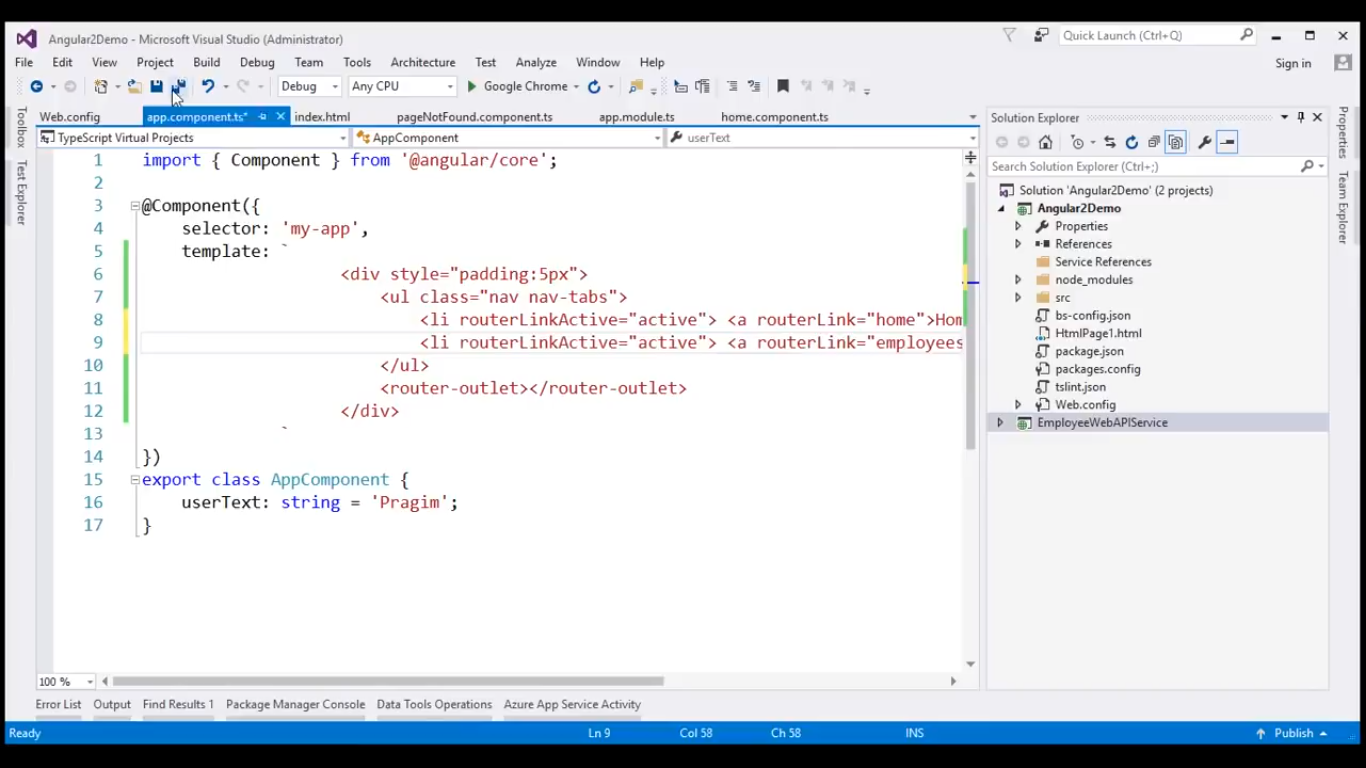 Angular2Demo - Microsoft Visual Studio (Administrator)
Quick Launch (Ctrl+Q)
File Edit View Project Build Debug Team Tools Architecture Test Analyze Window Help
Sign in
Debug Any CPU Google Chrome
Web.config app.component.ts* index.html pageNotFound.component.ts app.module.ts home.component.ts
TypeScript Virtual Projects AppComponent userText
1 import { Component } from '@angular/core';
2
3 @Component({
4 selector: 'my-app',
5 template: `
6 <div style="padding:5px">
7 <ul class="nav nav-tabs">
8 <li routerLinkActive="active"> <a routerLink="home">Hom
9 <li routerLinkActive="active"> <a routerLink="employees
10 </ul>
11 <router-outlet></router-outlet>
12 </div>
13 `
14 })
15 export class AppComponent {
16 userText: string = 'Pragim';
17 }
100 %
Toolbox
Test Explorer
Solution Explorer
Search Solution Explorer (Ctrl+;)
Solution 'Angular2Demo' (2 projects)
Angular2Demo
Properties
References
Service References
node_modules
src
bs-config.json
HtmlPage1.html
package.json
packages.config
tslint.json
Web.config
EmployeeWebAPIService
Properties
Team Explorer
Error List Output Find Results 1 Package Manager Console Data Tools Operations Azure App Service Activity
Ready Ln 9 Col 58 Ch 58 INS Publish